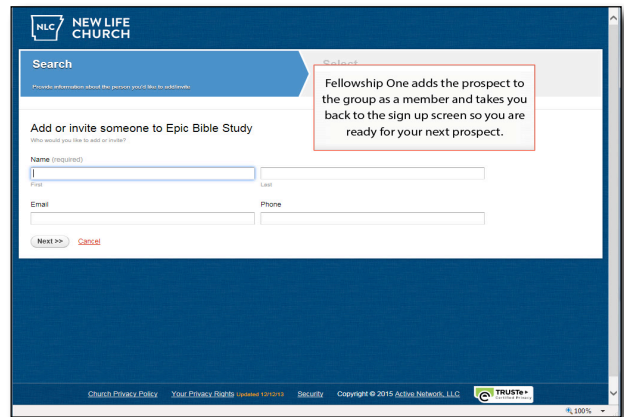 NLC NEW LIFE
CHURCH
Search
Select
Provide information about the person you'd like to add/invite
Fellowship One adds the prospect to
the group as a member and takes you
back to the sign up screen so you are
ready for your next prospect.
Add or invite someone to Epic Bible Study
Who would you like to add or invite?
Name (required)
First Last
Email Phone
Next >> Cancel
Church Privacy Policy Your Privacy Rights Updated 12/12/13 Security Copyright © 2015 Active Network, LLC TRUSTe
Certified Privacy
100%